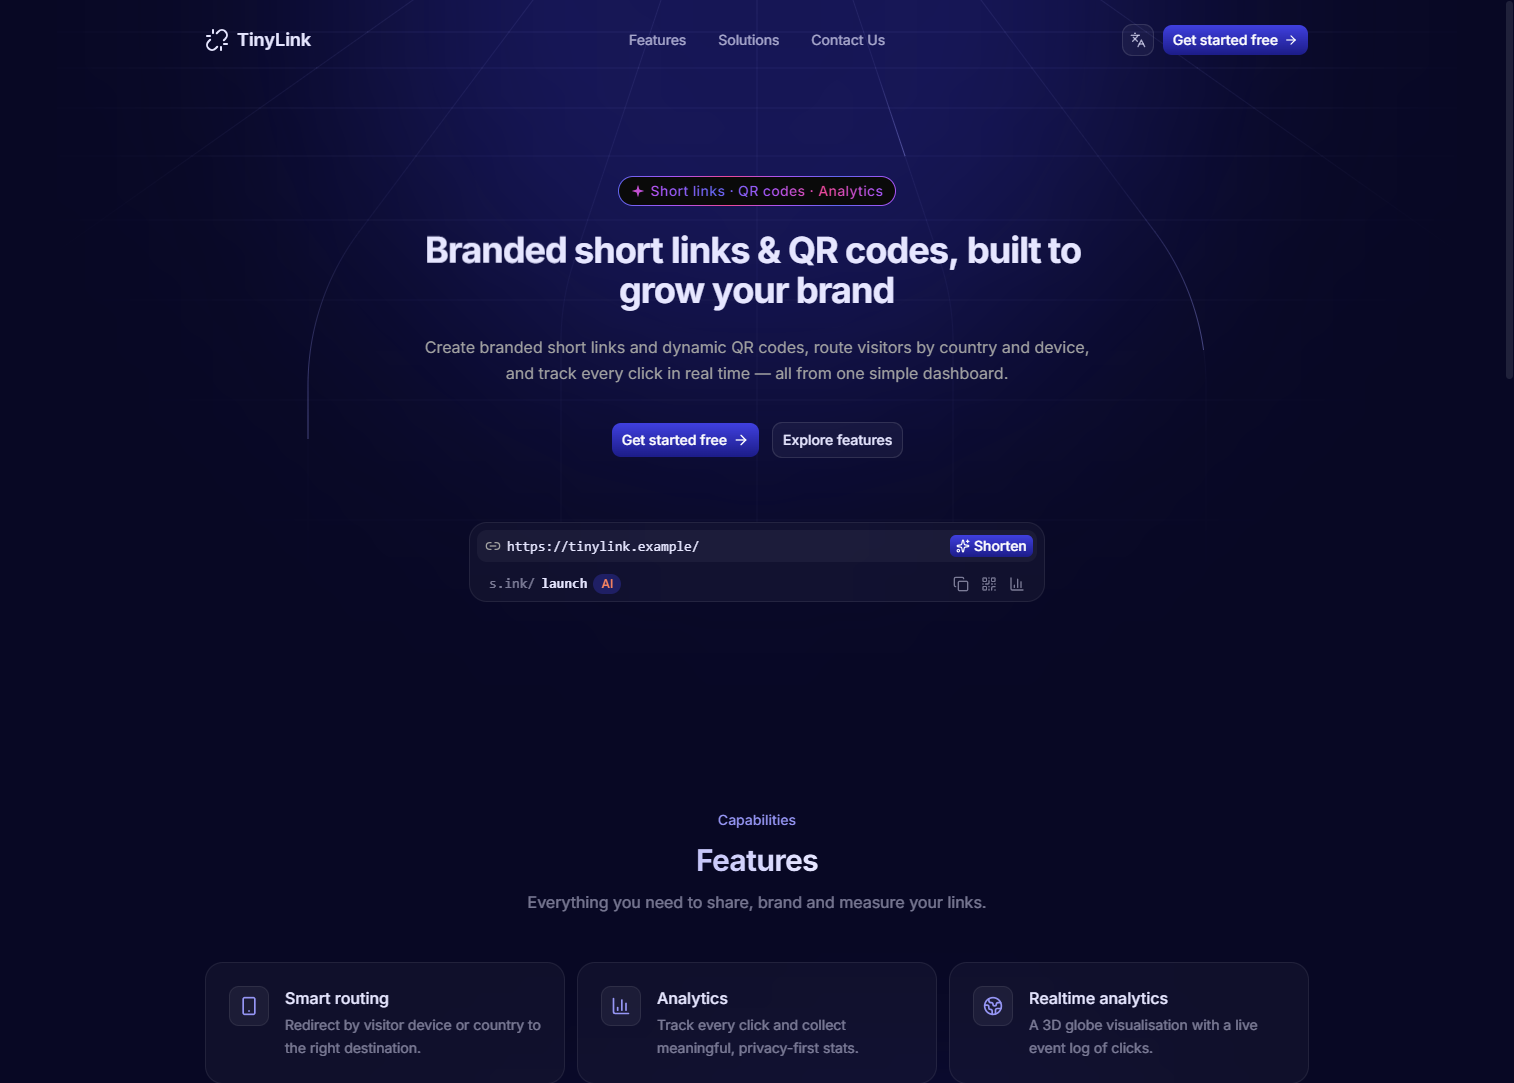 TinyLink
Features
Solutions
Contact Us
Get started free
Short links · QR codes · Analytics
Branded short links & QR codes, built to
grow your brand
Create branded short links and dynamic QR codes, route visitors by country and device,
and track every click in real time — all from one simple dashboard.
Get started free
Explore features
https://tinylink.example/
Shorten
s.ink/ launch AI
Capabilities
Features
Everything you need to share, brand and measure your links.
Smart routing
Redirect by visitor device or country to
the right destination.
Analytics
Track every click and collect
meaningful, privacy-first stats.
Realtime analytics
A 3D globe visualisation with a live
event log of clicks.